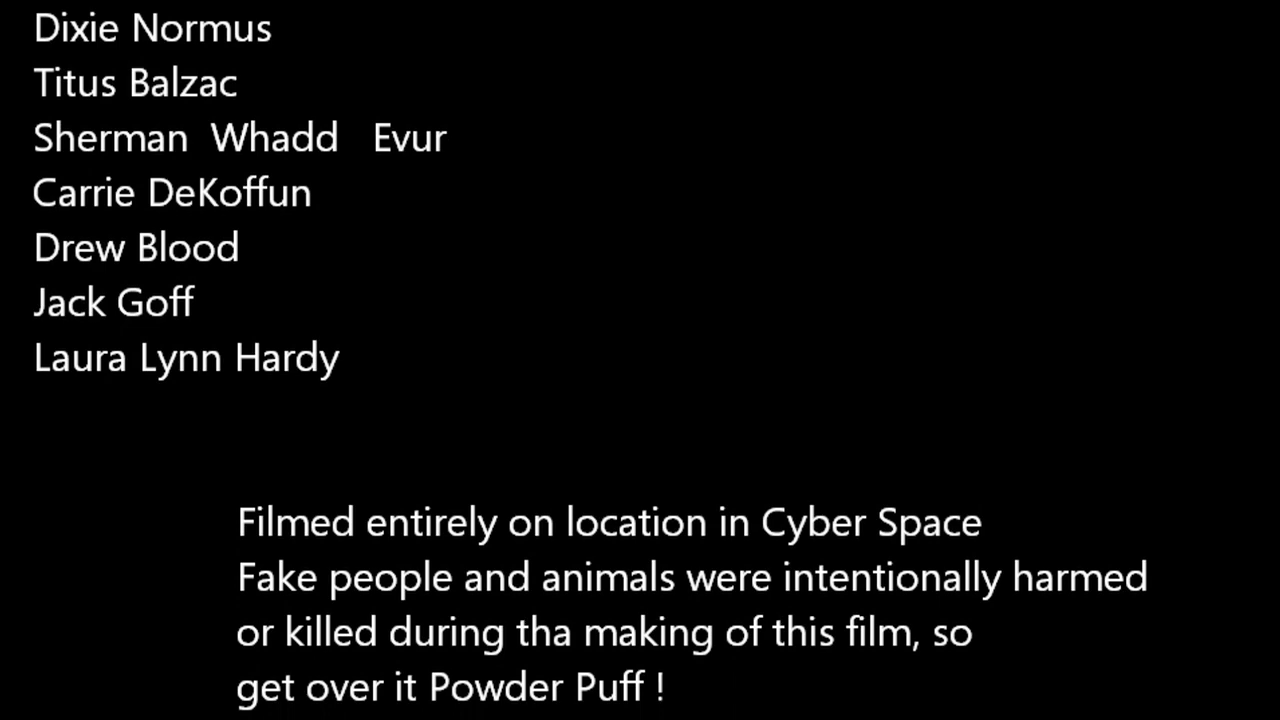 Dixie Normus
Titus Balzac
Sherman Whadd Evur
Carrie DeKoffun
Drew Blood
Jack Goff
Laura Lynn Hardy
Filmed entirely on location in Cyber Space
Fake people and animals were intentionally harmed
or killed during tha making of this film, so
get over it Powder Puff !